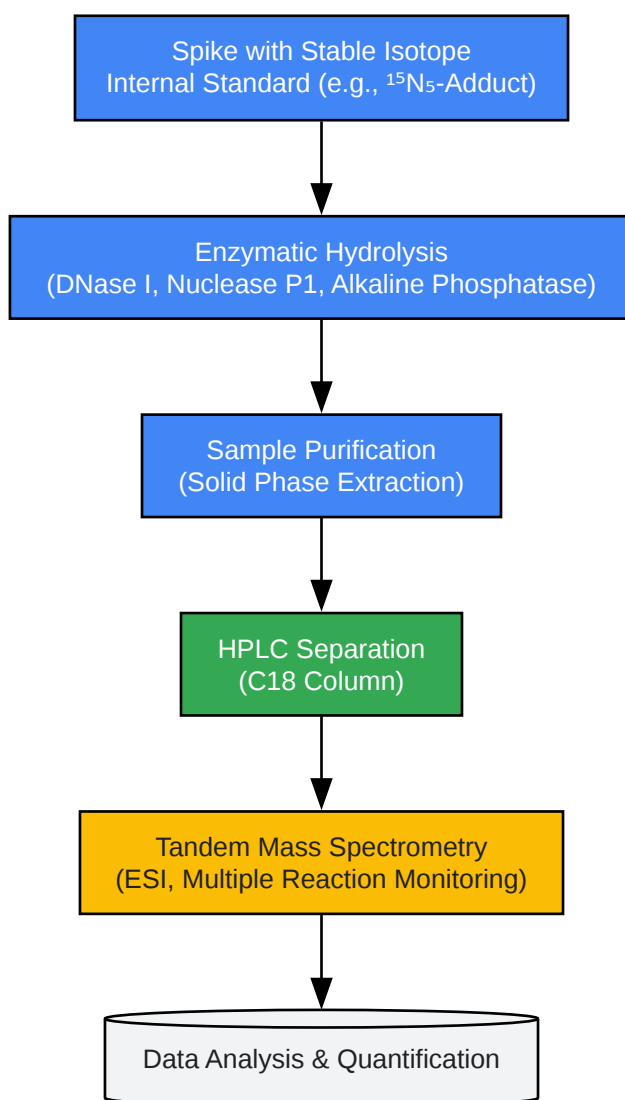 Spike with Stable Isotope
Internal Standard (e.g., ¹⁵N₅-Adduct)
Enzymatic Hydrolysis
(DNase I, Nuclease P1, Alkaline Phosphatase)
Sample Purification
(Solid Phase Extraction)
HPLC Separation
(C18 Column)
Tandem Mass Spectrometry
(ESI, Multiple Reaction Monitoring)
Data Analysis & Quantification